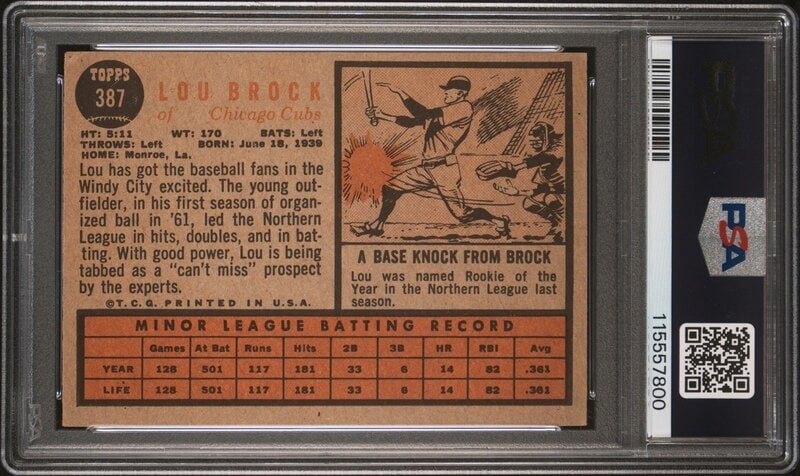 TOPPS
387
LOU BROCK
of Chicago Cubs
HT: 5:11 WT: 170 BATS: Left
THROWS: Left BORN: June 18, 1939
HOME: Monroe, La.
Lou has got the baseball fans in the
Windy City excited. The young out-
fielder, in his first season of organ-
ized ball in '61, led the Northern
League in hits, doubles, and in bat-
ting. With good power, Lou is being
tabbed as a "can't miss" prospect
by the experts.
©T.C.G. PRINTED IN U.S.A.
A BASE KNOCK FROM BROCK
Lou was named Rookie of the
Year in the Northern League last
season.
MINOR LEAGUE BATTING RECORD
Games At Bat Runs Hits 2B 3B HR RBI Avg
YEAR 128 501 117 181 33 6 14 82 .361
LIFE 128 501 117 181 33 6 14 82 .361
PSA
115557800
PSA